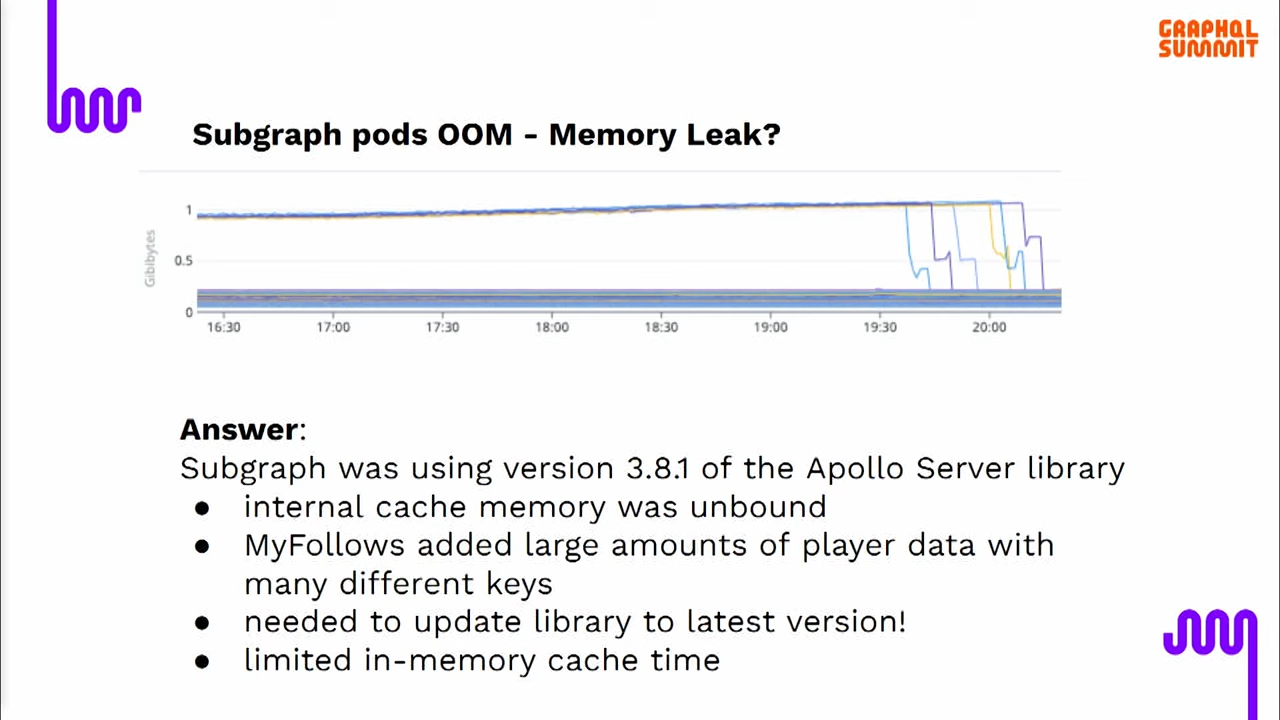 GRAPHQL
SUMMIT
Subgraph pods OOM - Memory Leak?
Gibibytes
1
0.5
0
16:30 17:00 17:30 18:00 18:30 19:00 19:30 20:00
Answer:
Subgraph was using version 3.8.1 of the Apollo Server library
● internal cache memory was unbound
● MyFollows added large amounts of player data with
many different keys
● needed to update library to latest version!
● limited in-memory cache time